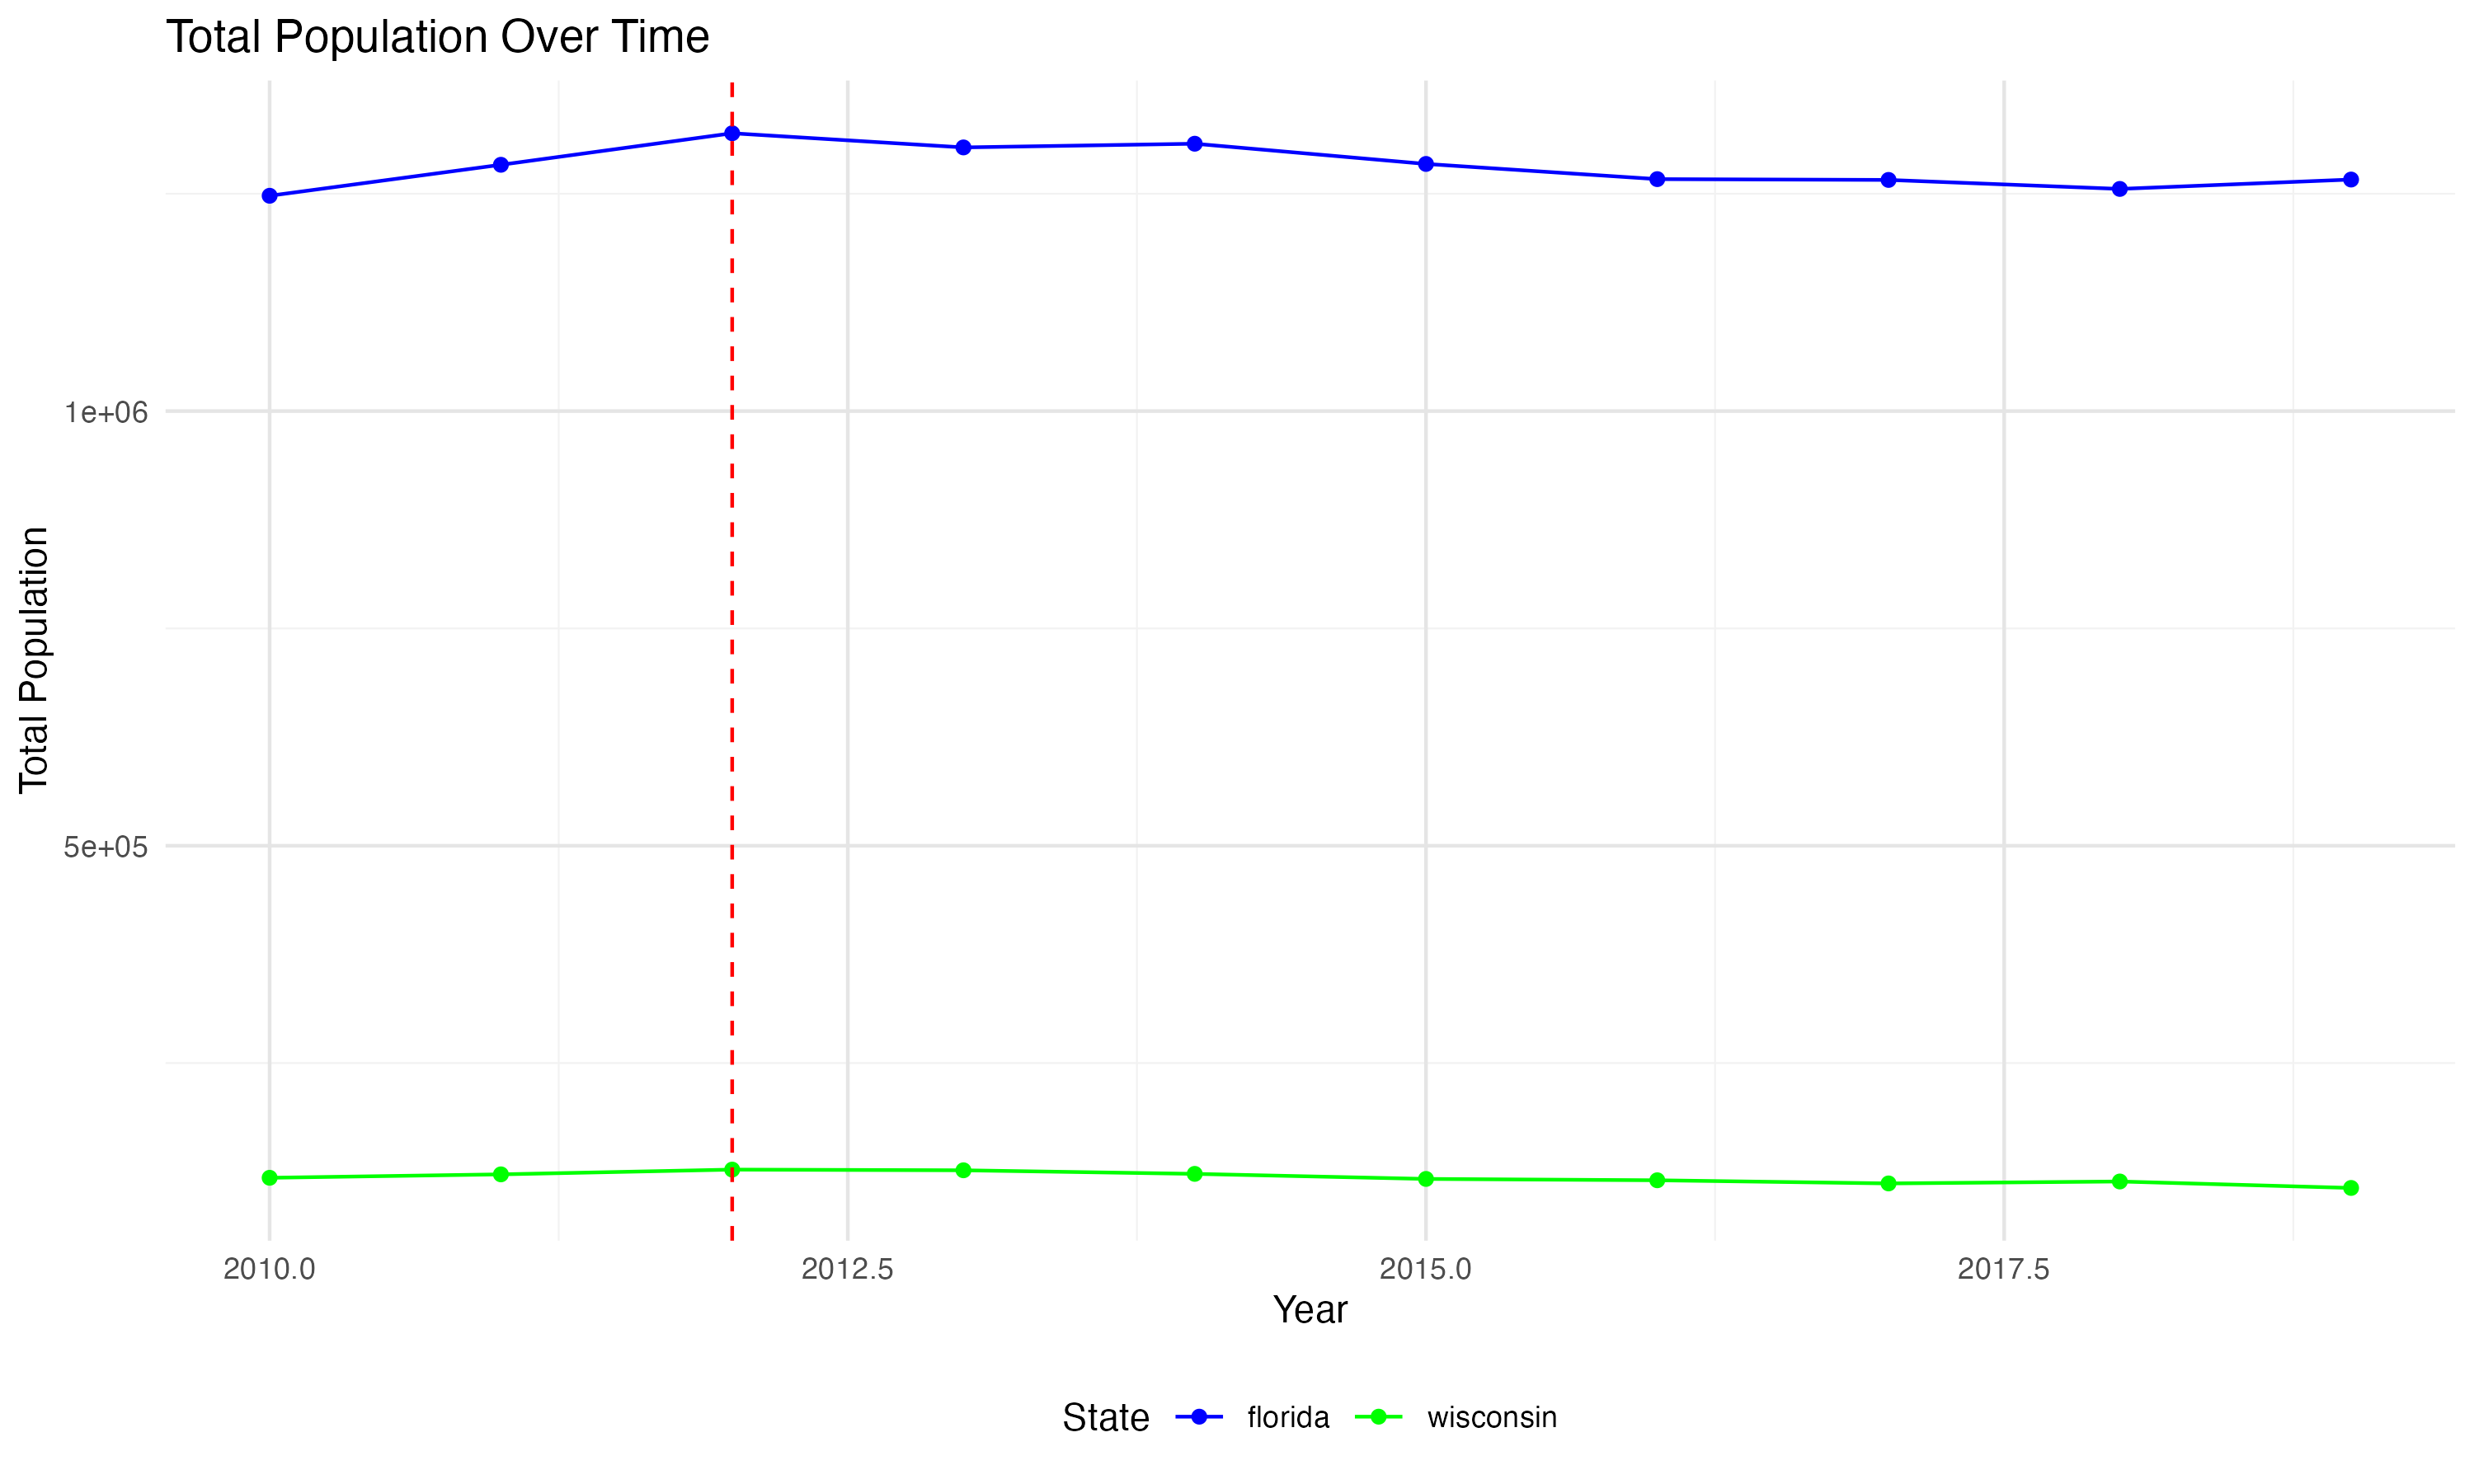 Total Population Over Time
Total Population
1e+06
5e+05
2010.0 2012.5 2015.0 2017.5
Year
State florida wisconsin